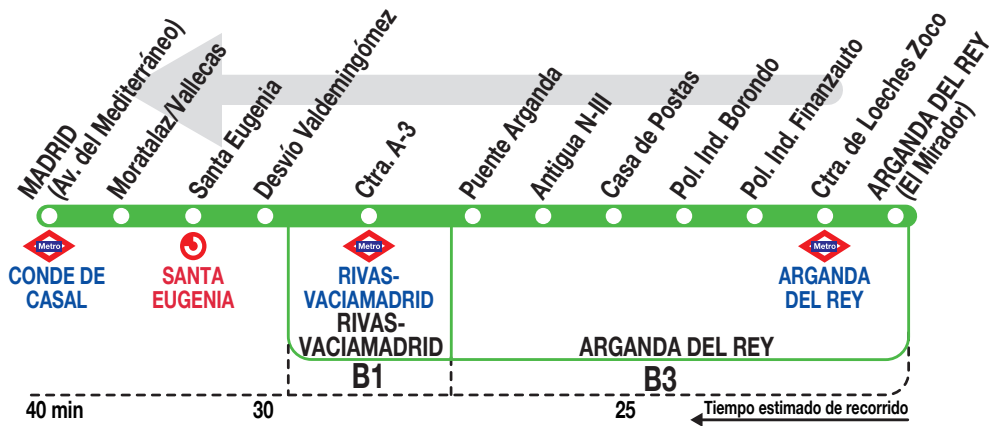 MADRID
(Av. del Mediterráneo)
Moratalaz/Vallecas
Santa Eugenia
Desvío Valdemingómez
Ctra. A-3
Puente Arganda
Antigua N-III
Casa de Postas
Pol. Ind. Borondo
Pol. Ind. Finanzauto
Ctra. de Loeches Zoco
ARGANDA DEL REY
(El Mirador)
Metro
CONDE DE
CASAL
SANTA
EUGENIA
Metro
RIVAS-
VACIAMADRID
Metro
ARGANDA
DEL REY
RIVAS-
VACIAMADRID
ARGANDA DEL REY
B1
B3
40 min
30
25
Tiempo estimado de recorrido